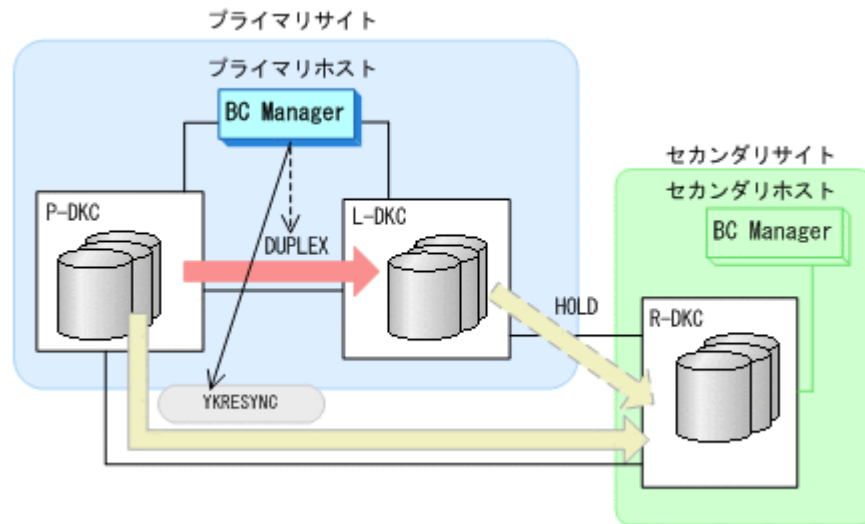 プライマリサイト
プライマリホスト
BC Manager
セカンダリサイト
セカンダリホスト
BC Manager
P-DKC
L-DKC
DUPLEX
HOLD
R-DKC
YKRESYNC